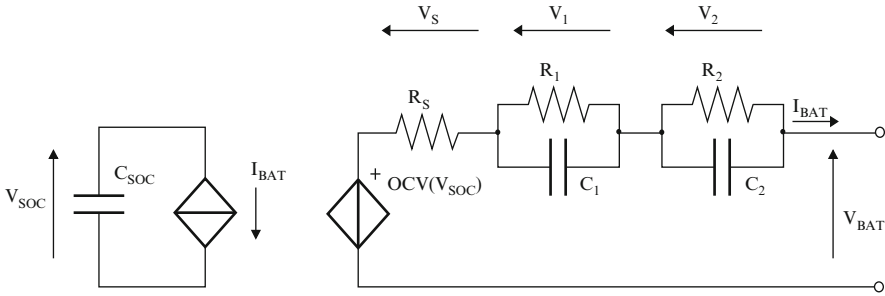 V_S
V_1
V_2
R_S
R_1
R_2
I_BAT
C_SOC
I_BAT
V_SOC
+ OCV(V_SOC)
C_1
C_2
V_BAT